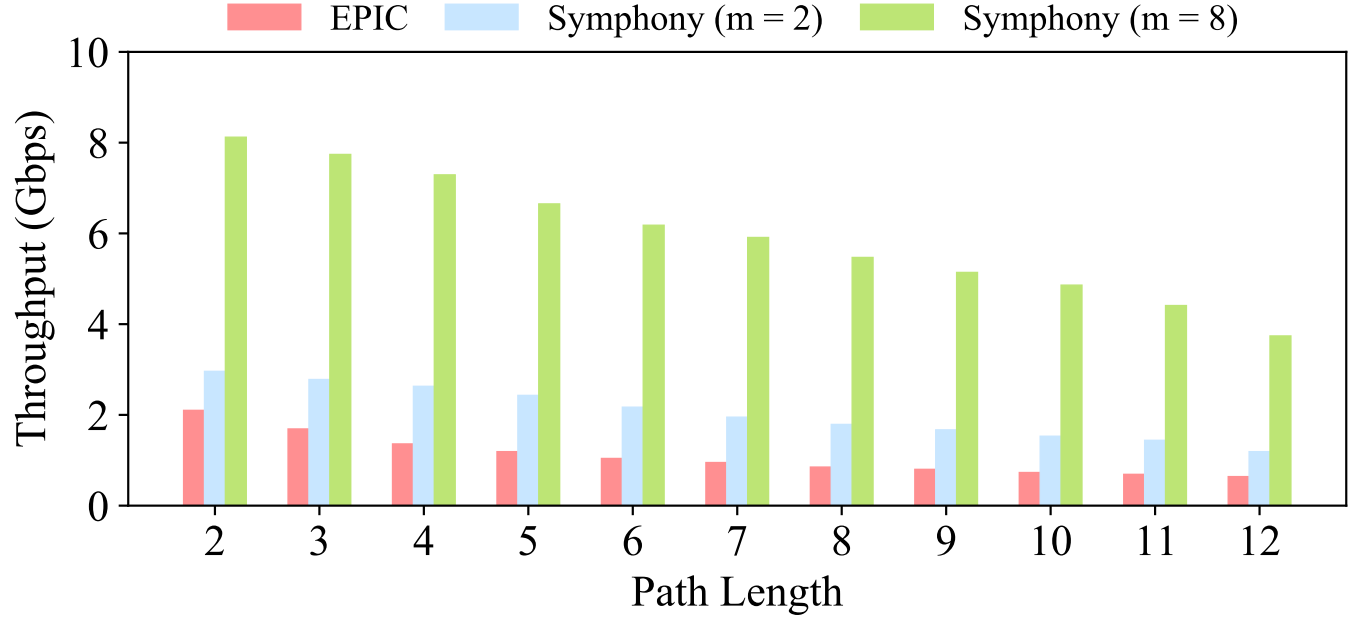 EPIC Symphony (m = 2) Symphony (m = 8)
10
8
6
4
2
0
Throughput (Gbps)
2 3 4 5 6 7 8 9 10 11 12
Path Length